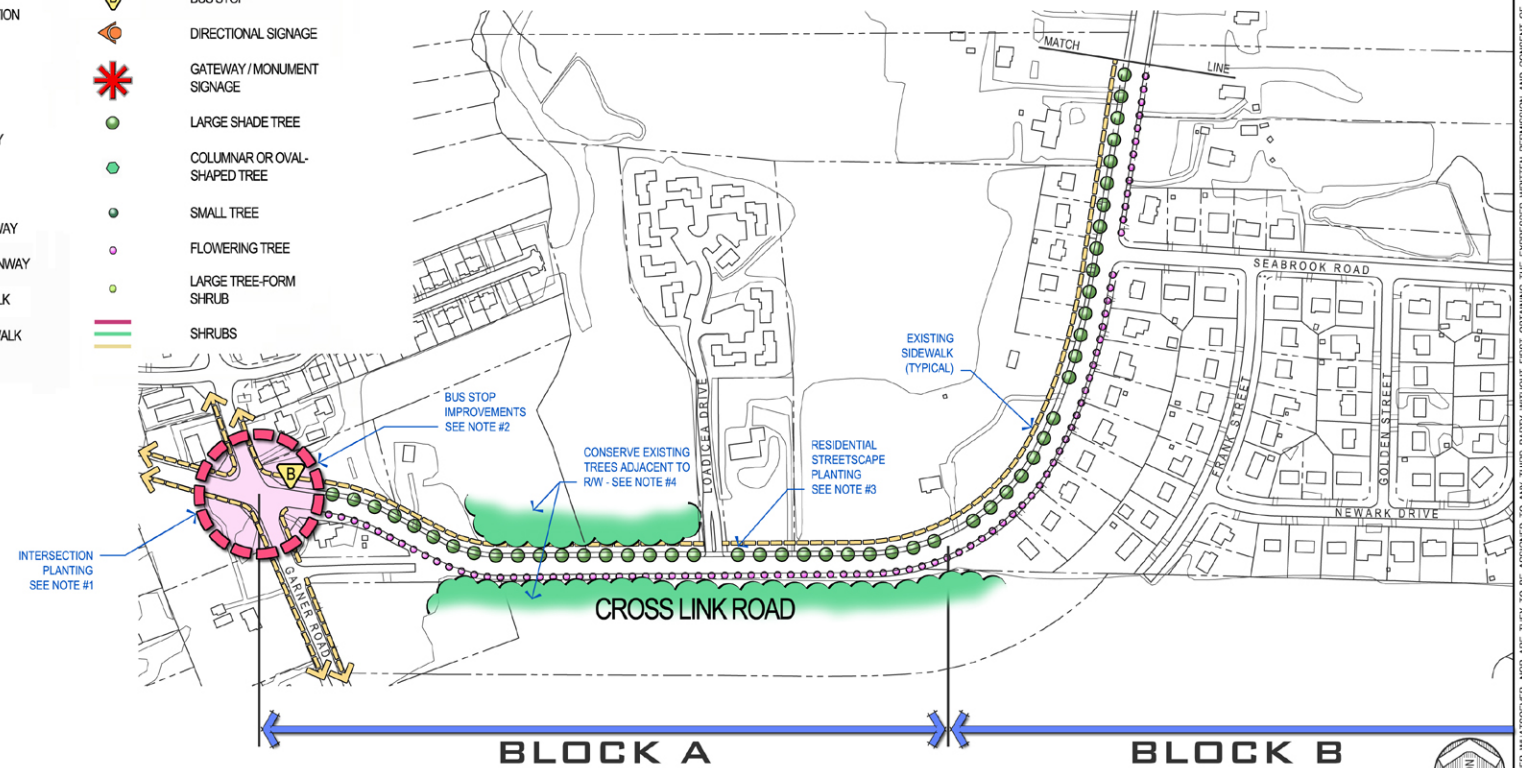 ION
Y
WAY
NWAY
LK
WALK
B
BUS STOP
DIRECTIONAL SIGNAGE
GATEWAY / MONUMENT
SIGNAGE
LARGE SHADE TREE
COLUMNAR OR OVAL-
SHAPED TREE
SMALL TREE
FLOWERING TREE
LARGE TREE-FORM
SHRUB
SHRUBS
MATCH
LINE
SEABROOK ROAD
EXISTING
SIDEWALK
(TYPICAL)
BUS STOP
IMPROVEMENTS
SEE NOTE #2
CONSERVE EXISTING
TREES ADJACENT TO
R/W - SEE NOTE #4
LOADICEA DRIVE
RESIDENTIAL
STREETSCAPE
PLANTING
SEE NOTE #3
FRANK STREET
GOLDEN STREET
NEWARK DRIVE
B
INTERSECTION
PLANTING
SEE NOTE #1
GARNER ROAD
CROSS LINK ROAD
BLOCK A
BLOCK B
N